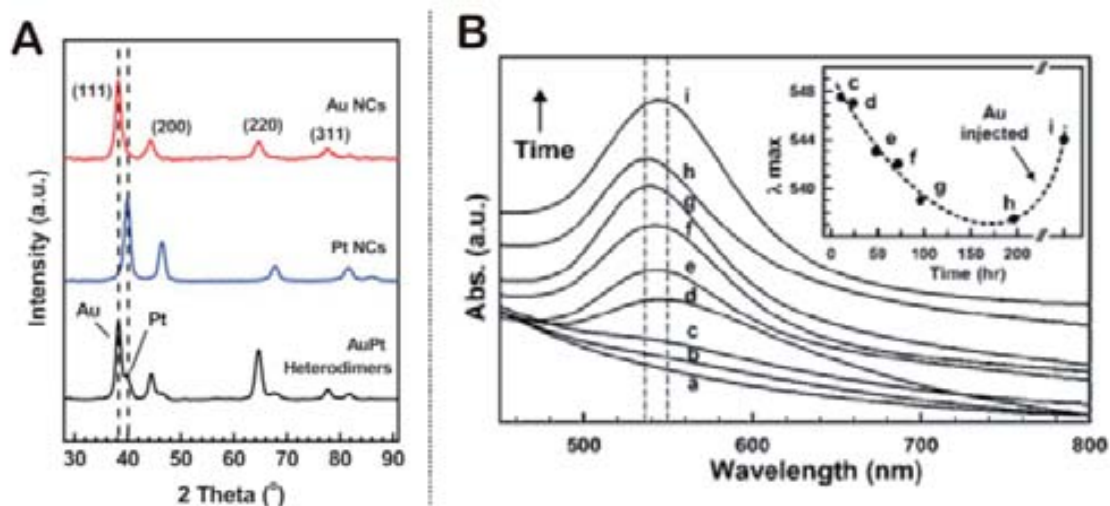 A
(111)
(200)
(220)
(311)
Au NCs
Pt NCs
Au
Pt
AuPt
Heterodimers
Intensity (a.u.)
30 40 50 60 70 80 90
2 Theta (°)
B
Time
i
h
g
f
e
d
c
b
a
Abs. (a.u.)
500 600 700 800
Wavelength (nm)
548
544
540
λ max
c
d
e
f
g
h
i
Au
injected
0 50 100 150 200
Time (hr)